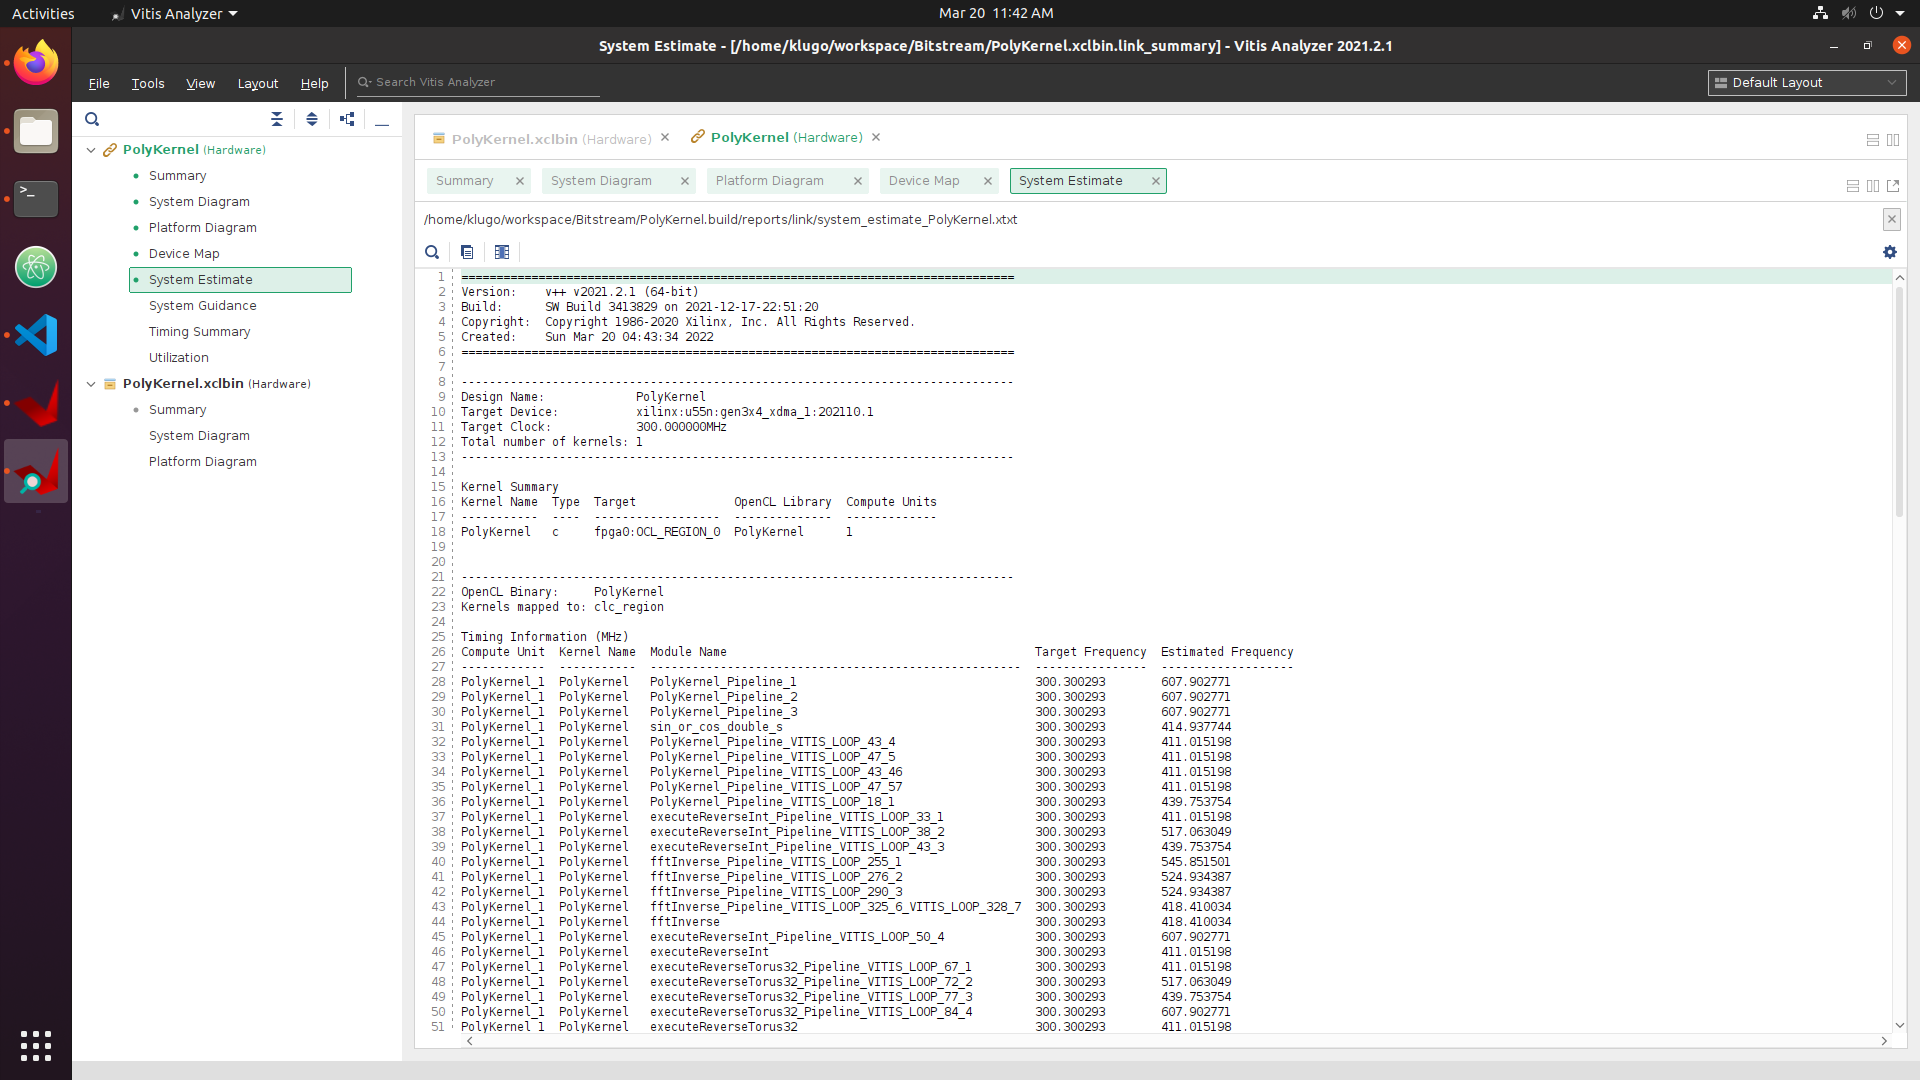 Activities
Vitis Analyzer
Mar 20 11:42 AM
System Estimate - [/home/klugo/workspace/Bitstream/PolyKernel.xclbin.link_summary] - Vitis Analyzer 2021.2.1
File Tools View Layout Help
Search Vitis Analyzer
Default Layout
PolyKernel (Hardware)
Summary
System Diagram
Platform Diagram
Device Map
System Estimate
System Guidance
Timing Summary
Utilization
PolyKernel.xclbin (Hardware)
Summary
System Diagram
Platform Diagram
PolyKernel.xclbin (Hardware)
PolyKernel (Hardware)
Summary
System Diagram
Platform Diagram
Device Map
System Estimate
/home/klugo/workspace/Bitstream/PolyKernel.build/reports/link/system_estimate_PolyKernel.xtxt
1 ===============================================================================
2 Version:    v++ v2021.2.1 (64-bit)
3 Build:      SW Build 3413829 on 2021-12-17-22:51:20
4 Copyright:  Copyright 1986-2020 Xilinx, Inc. All Rights Reserved.
5 Created:    Sun Mar 20 04:43:34 2022
6 ===============================================================================
7
8 -------------------------------------------------------------------------------
9 Design Name:             PolyKernel
10 Target Device:           xilinx:u55n:gen3x4_xdma_1:202110.1
11 Target Clock:            300.000000MHz
12 Total number of kernels: 1
13 -------------------------------------------------------------------------------
14
15 Kernel Summary
16 Kernel Name  Type  Target              OpenCL Library  Compute Units
17 -----------  ----  ------------------  --------------  -------------
18 PolyKernel   c     fpga0:OCL_REGION_0  PolyKernel      1
19
20
21 -------------------------------------------------------------------------------
22 OpenCL Binary:     PolyKernel
23 Kernels mapped to: clc_region
24
25 Timing Information (MHz)
26 Compute Unit  Kernel Name  Module Name  Target Frequency  Estimated Frequency
27 ------------  -----------  -----------------------------------------------------  ----------------  -------------------
28 PolyKernel_1  PolyKernel   PolyKernel_Pipeline_1  300.300293  607.902771
29 PolyKernel_1  PolyKernel   PolyKernel_Pipeline_2  300.300293  607.902771
30 PolyKernel_1  PolyKernel   PolyKernel_Pipeline_3  300.300293  607.902771
31 PolyKernel_1  PolyKernel   sin_or_cos_double_s  300.300293  414.937744
32 PolyKernel_1  PolyKernel   PolyKernel_Pipeline_VITIS_LOOP_43_4  300.300293  411.015198
33 PolyKernel_1  PolyKernel   PolyKernel_Pipeline_VITIS_LOOP_47_5  300.300293  411.015198
34 PolyKernel_1  PolyKernel   PolyKernel_Pipeline_VITIS_LOOP_43_46  300.300293  411.015198
35 PolyKernel_1  PolyKernel   PolyKernel_Pipeline_VITIS_LOOP_47_57  300.300293  411.015198
36 PolyKernel_1  PolyKernel   PolyKernel_Pipeline_VITIS_LOOP_18_1  300.300293  439.753754
37 PolyKernel_1  PolyKernel   executeReverseInt_Pipeline_VITIS_LOOP_33_1  300.300293  411.015198
38 PolyKernel_1  PolyKernel   executeReverseInt_Pipeline_VITIS_LOOP_38_2  300.300293  517.063049
39 PolyKernel_1  PolyKernel   executeReverseInt_Pipeline_VITIS_LOOP_43_3  300.300293  439.753754
40 PolyKernel_1  PolyKernel   fftInverse_Pipeline_VITIS_LOOP_255_1  300.300293  545.851501
41 PolyKernel_1  PolyKernel   fftInverse_Pipeline_VITIS_LOOP_276_2  300.300293  524.934387
42 PolyKernel_1  PolyKernel   fftInverse_Pipeline_VITIS_LOOP_290_3  300.300293  524.934387
43 PolyKernel_1  PolyKernel   fftInverse_Pipeline_VITIS_LOOP_325_6_VITIS_LOOP_328_7  300.300293  418.410034
44 PolyKernel_1  PolyKernel   fftInverse  300.300293  418.410034
45 PolyKernel_1  PolyKernel   executeReverseInt_Pipeline_VITIS_LOOP_50_4  300.300293  607.902771
46 PolyKernel_1  PolyKernel   executeReverseInt  300.300293  411.015198
47 PolyKernel_1  PolyKernel   executeReverseTorus32_Pipeline_VITIS_LOOP_67_1  300.300293  411.015198
48 PolyKernel_1  PolyKernel   executeReverseTorus32_Pipeline_VITIS_LOOP_72_2  300.300293  517.063049
49 PolyKernel_1  PolyKernel   executeReverseTorus32_Pipeline_VITIS_LOOP_77_3  300.300293  439.753754
50 PolyKernel_1  PolyKernel   executeReverseTorus32_Pipeline_VITIS_LOOP_84_4  300.300293  607.902771
51 PolyKernel_1  PolyKernel   executeReverseTorus32  300.300293  411.015198